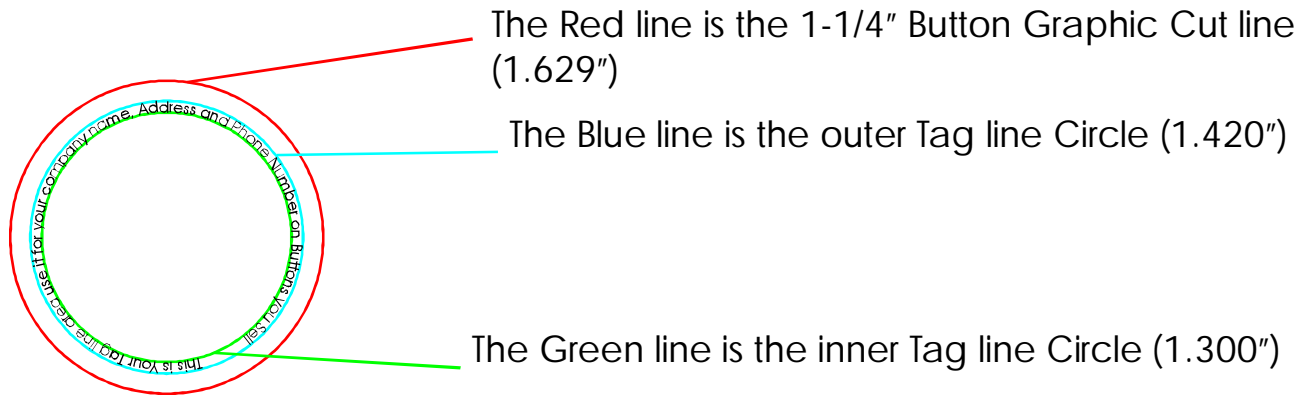 The Red line is the 1-1/4" Button Graphic Cut line
(1.629")
The Blue line is the outer Tag line Circle (1.420")
The Green line is the inner Tag line Circle (1.300")
This is Your Tag line area use it for your company name, Address and Phone Number on Buttons you Sell